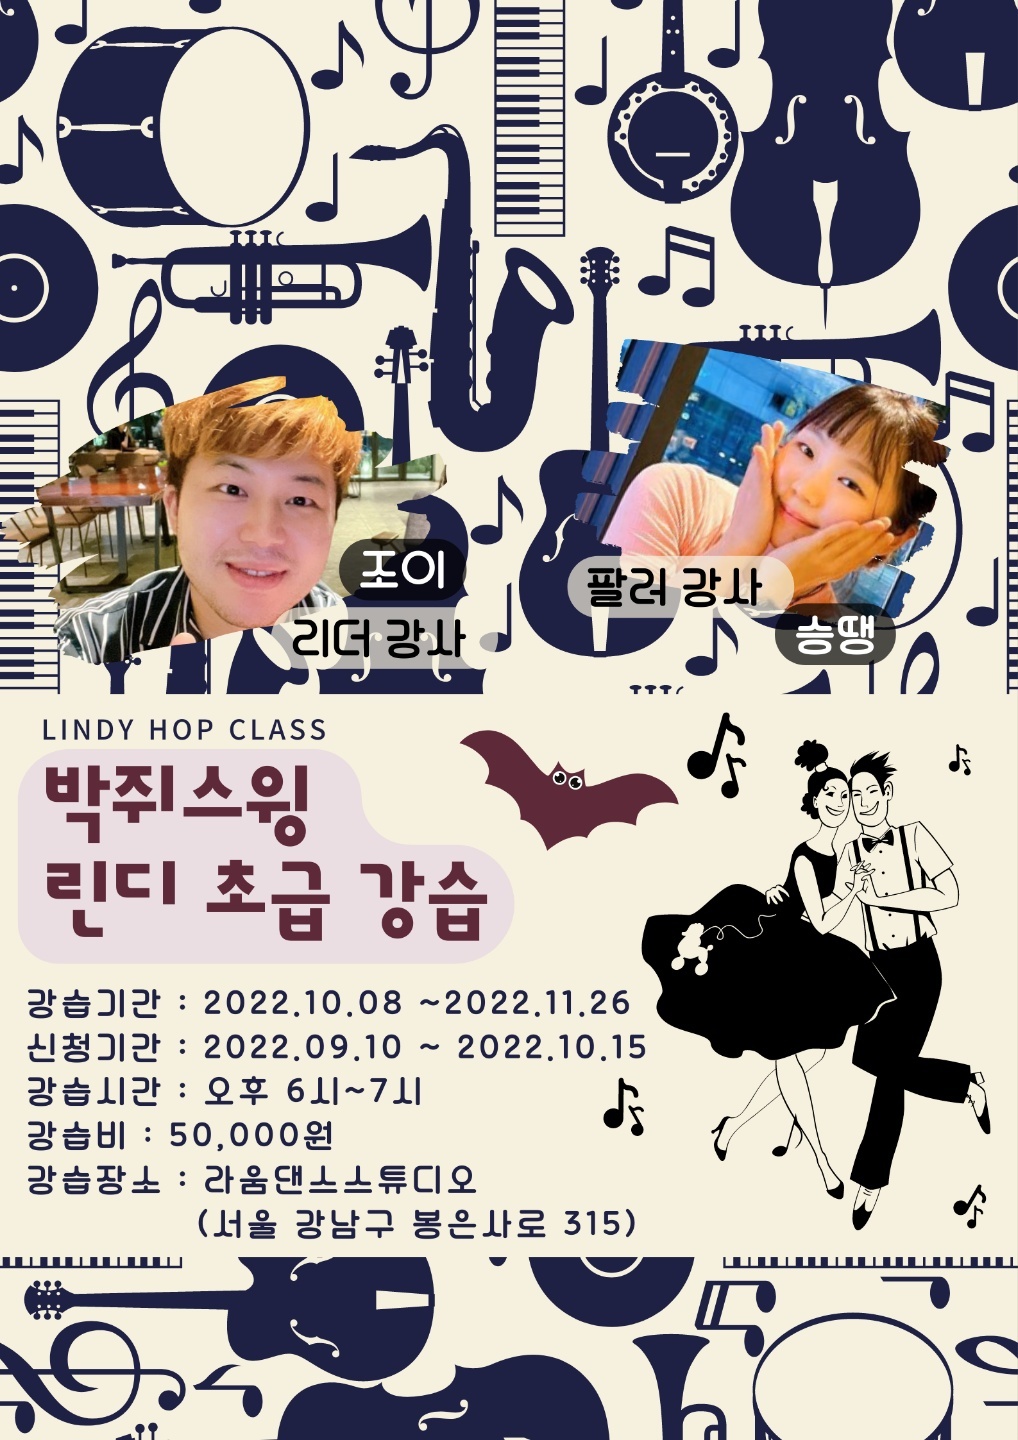 조이
리더 강사
팔러 강사
승땡
LINDY HOP CLASS
박쥐스윙
린디 초급 강습
강습기간 : 2022.10.08 ~2022.11.26
신청기간 : 2022.09.10 ~ 2022.10.15
강습시간 : 오후 6시~7시
강습비 : 50,000원
강습장소 : 라움댄스스튜디오
(서울 강남구 봉은사로 315)